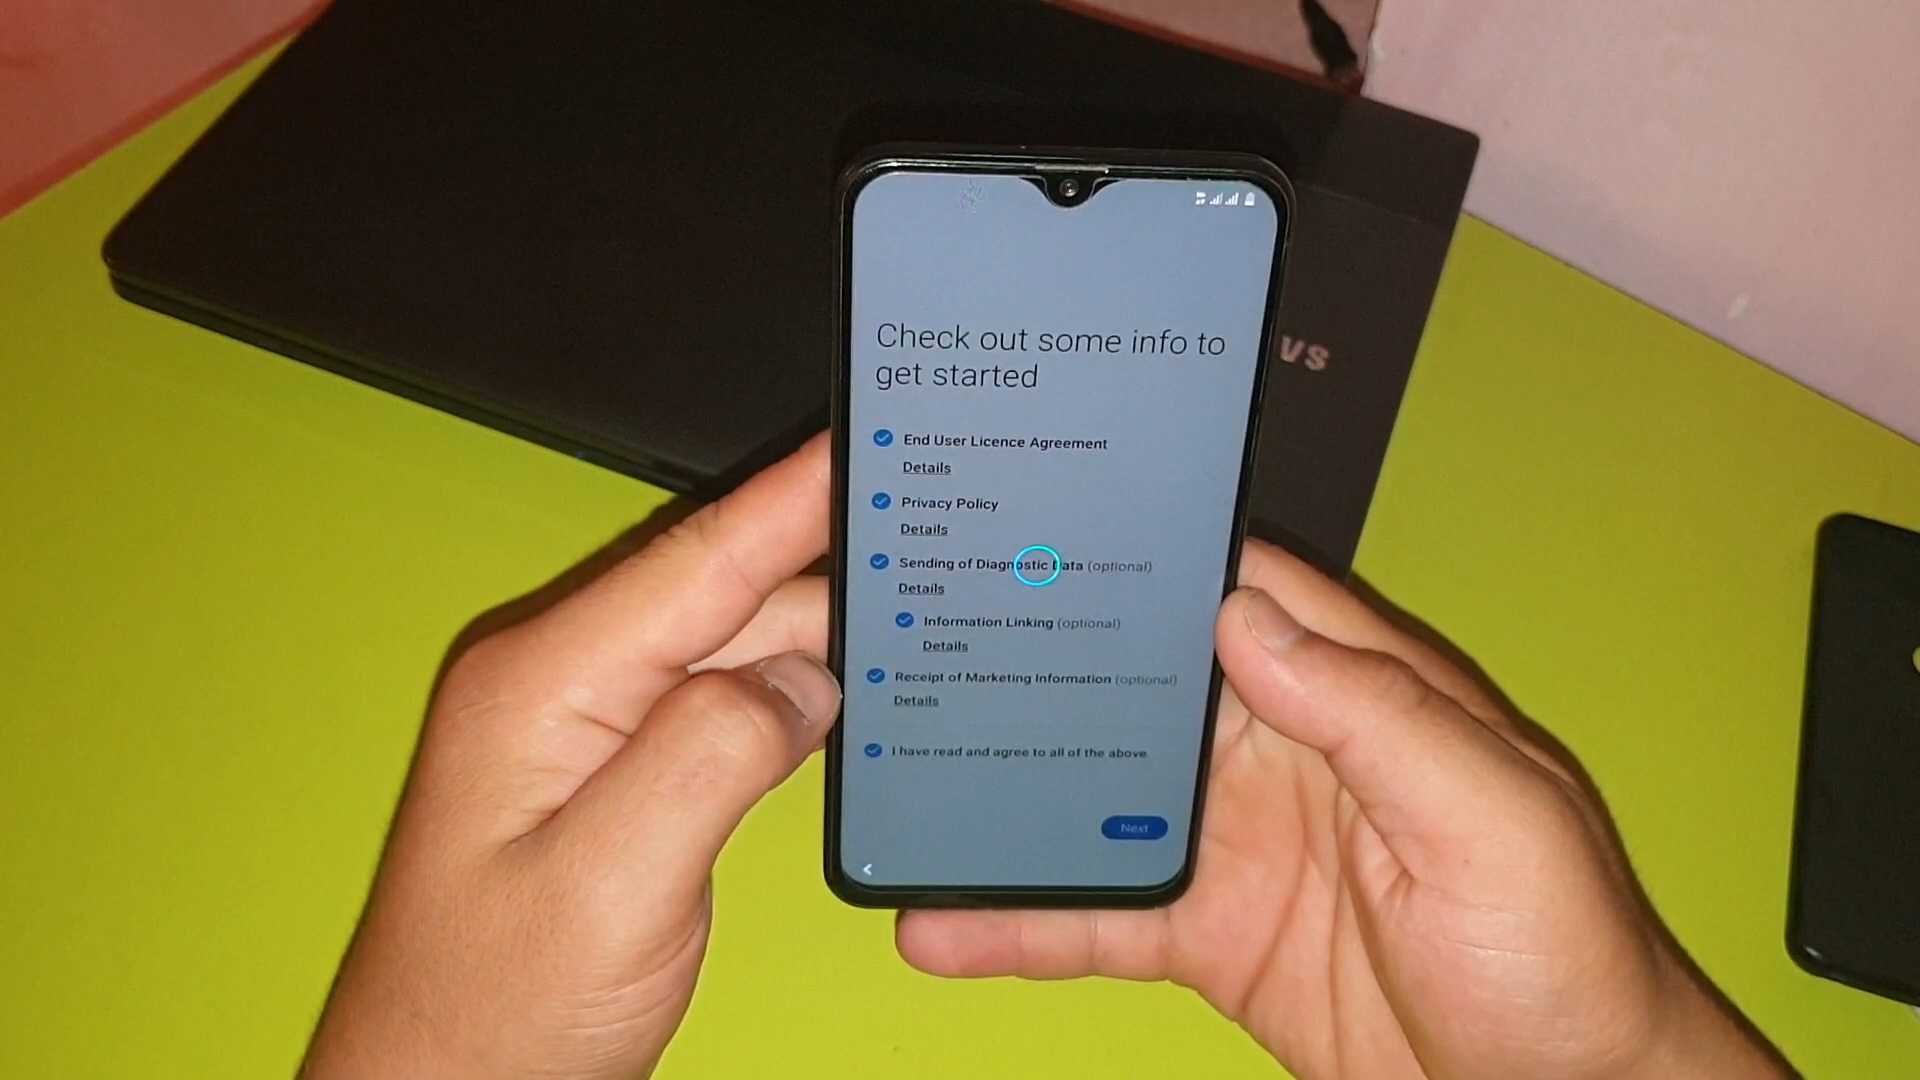 Check out some info to
get started
vs
End User Licence Agreement
Details
Privacy Policy
Details
Sending of Diagnostic Data (optional)
Details
Information Linking (optional)
Details
Receipt of Marketing Information (optional)
Details
I have read and agree to all of the above
Next